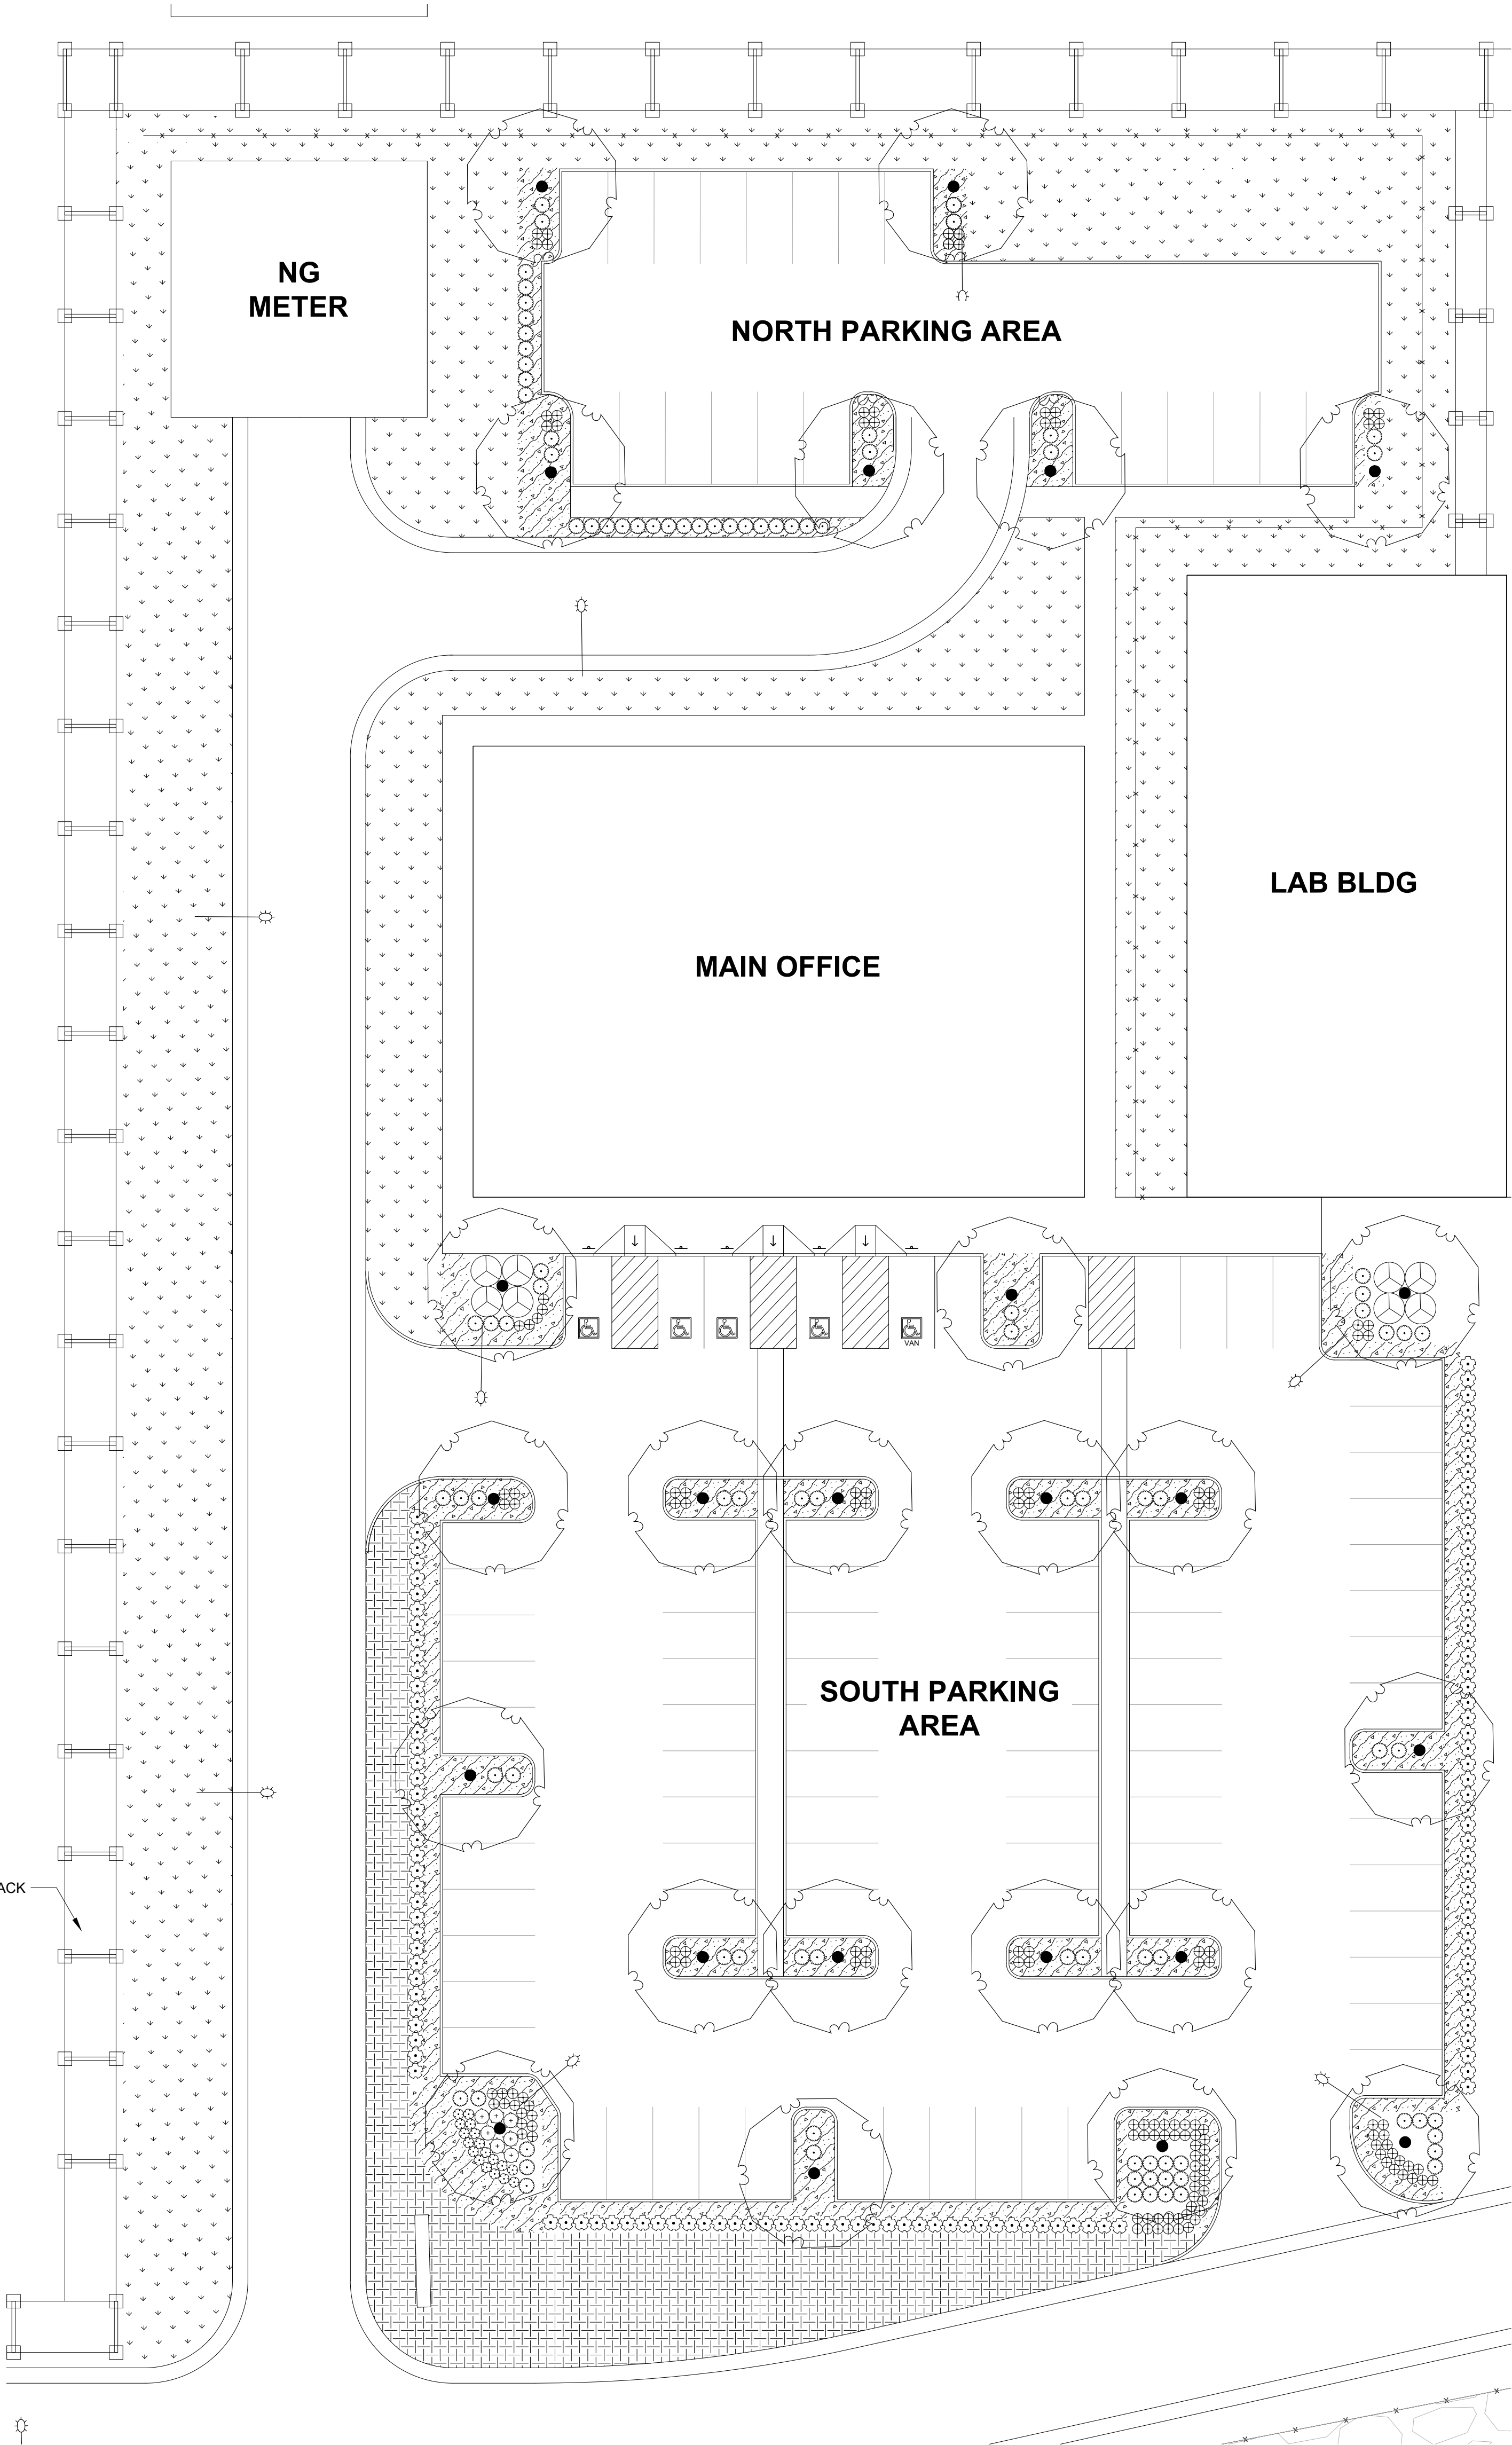 NG
METER
NORTH PARKING AREA
LAB BLDG
MAIN OFFICE
VAN
SOUTH PARKING
AREA
ACK